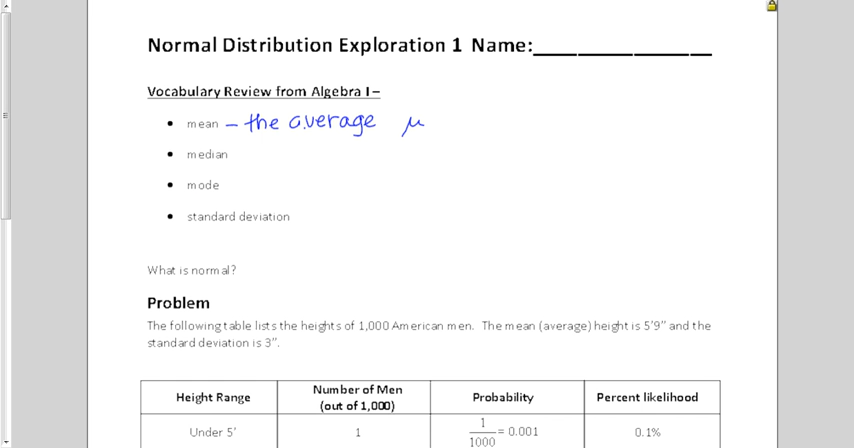 Normal Distribution Exploration 1 Name:_______________
Vocabulary Review from Algebra I –
• mean – the average μ
• median
• mode
• standard deviation
What is normal?
Problem
The following table lists the heights of 1,000 American men. The mean (average) height is 5'9" and the
standard deviation is 3".
Height Range Number of Men (out of 1,000) Probability Percent likelihood
Under 5' 1 1/1000 = 0.001 0.1%